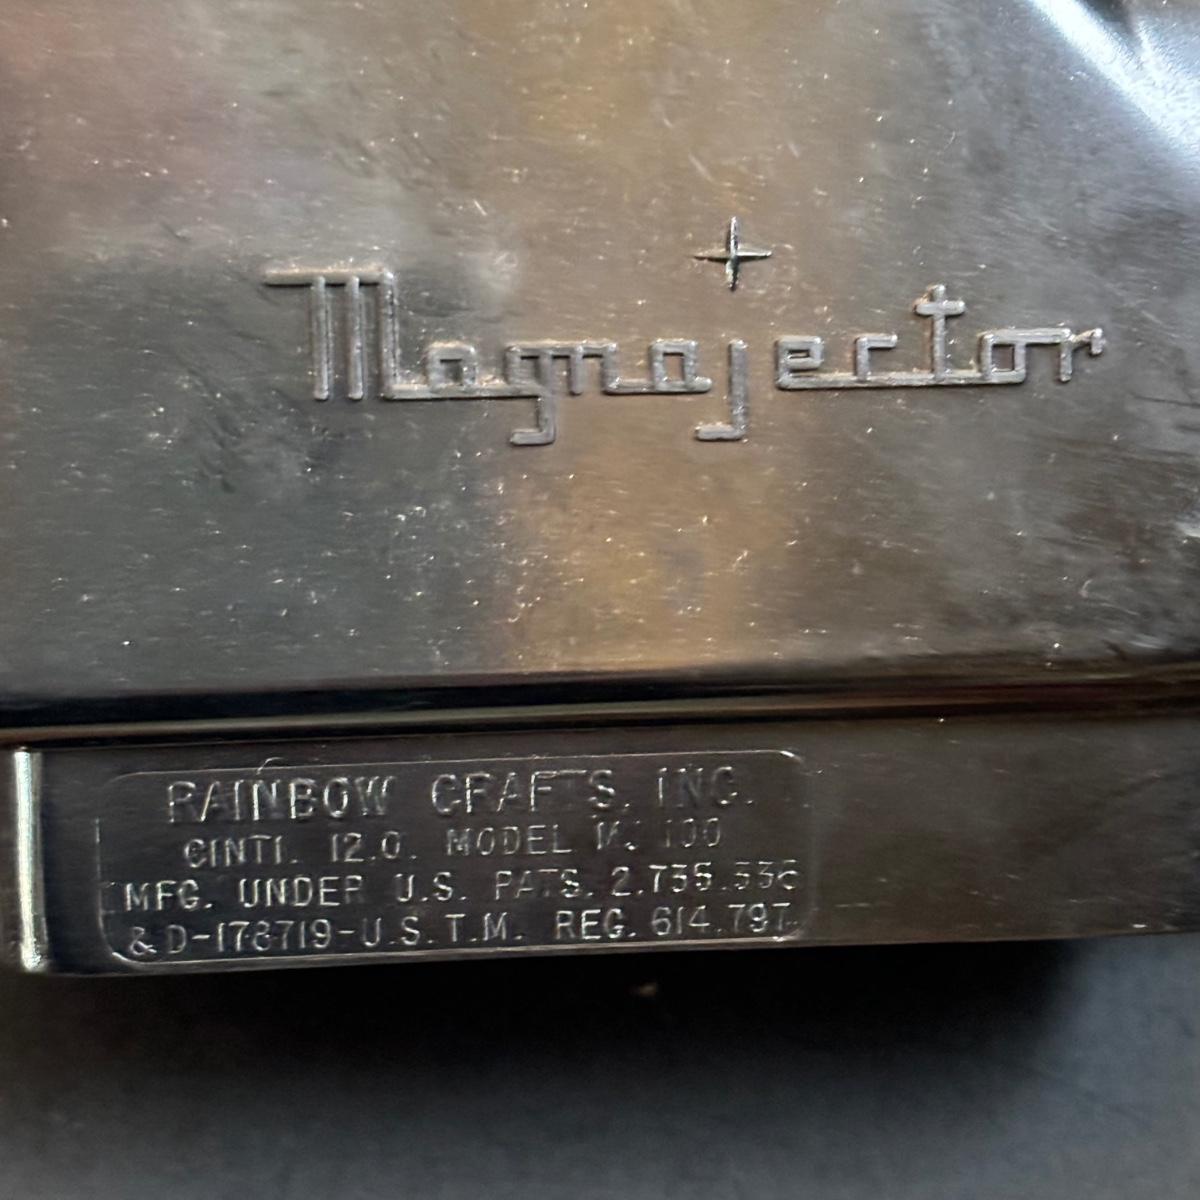 Magnajector
RAINBOW CRAFTS, INC.
CINTI. 12.O. MODEL M. 100
MFG. UNDER U.S. PATS. 2.735.336
& D-178719-U.S.T.M. REG. 614.797